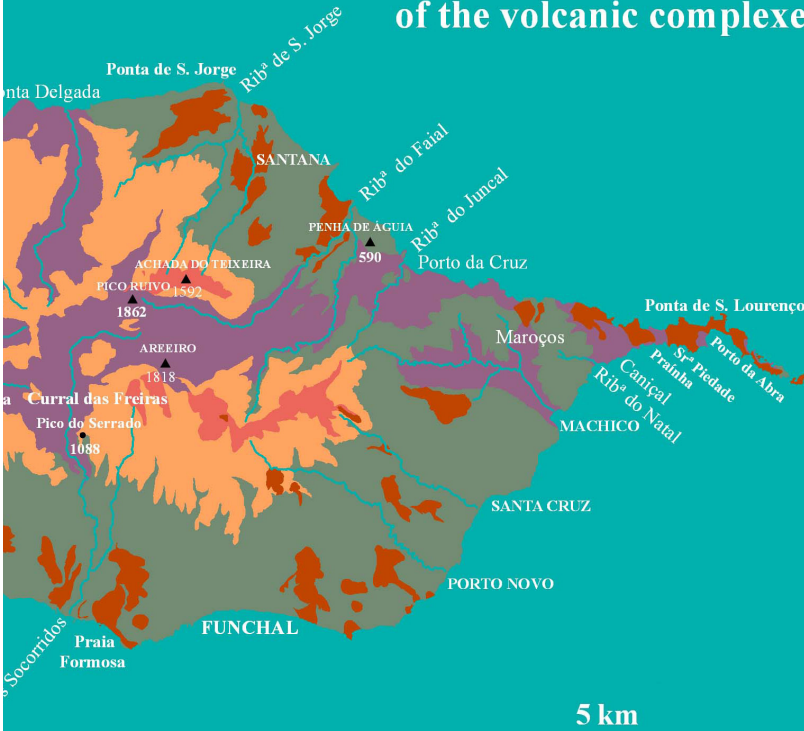 of the volcanic complexe
Ribª de S. Jorge
Ponta de S. Jorge
onta Delgada
SANTANA
Ribª do Faial
Ribª do Juncal
PENHA DE ÁGUIA
590
Porto da Cruz
ACHADA DO TEIXEIRA
1592
PICO RUIVO
1862
Ponta de S. Lourenço
Maroços
AREEIRO
1818
Porto da Abra
Srª Piedade
Prainha
Caniçal
Ribª do Natal
a
Curral das Freiras
Pico do Serrado
1088
MACHICO
SANTA CRUZ
PORTO NOVO
FUNCHAL
Praia
Formosa
s Socorridos
5 km